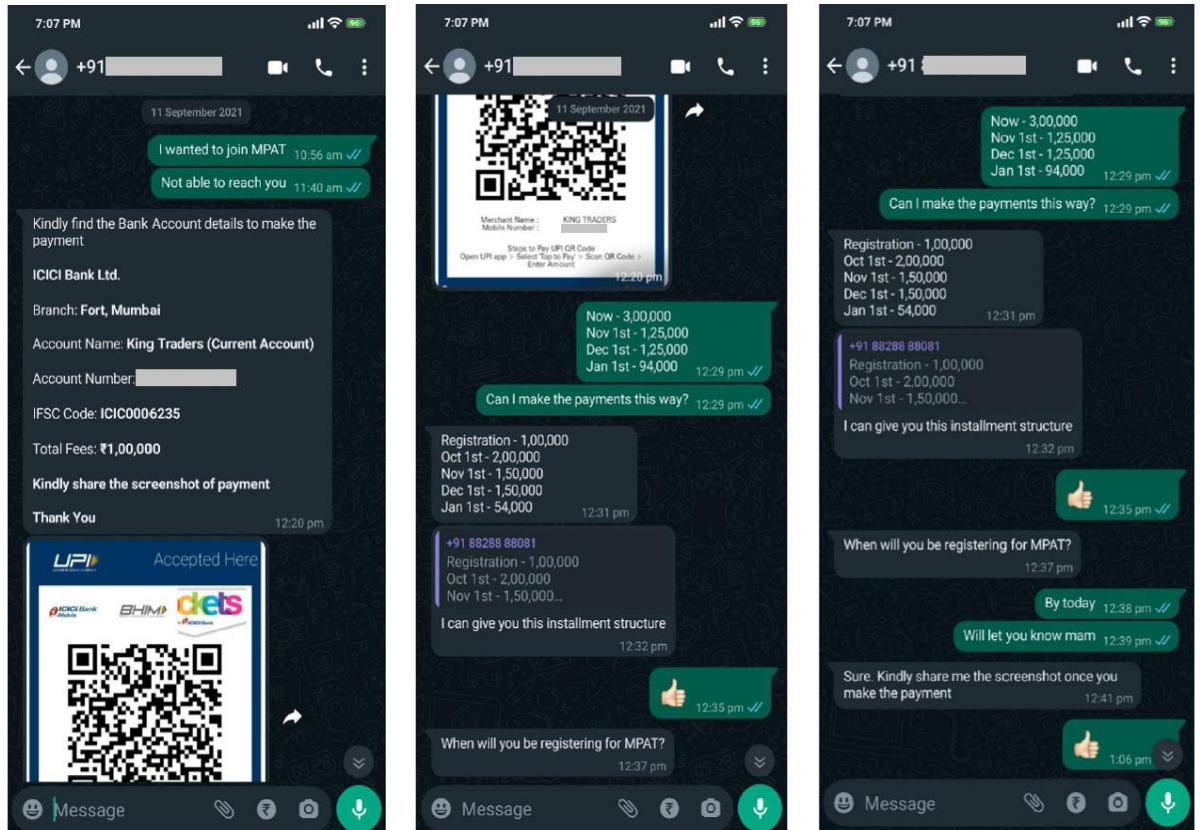 7:07 PM
96
+91
11 September 2021
I wanted to join MPAT 10:56 am
Not able to reach you 11:40 am
Kindly find the Bank Account details to make the
payment
ICICI Bank Ltd.
Branch: Fort, Mumbai
Account Name: King Traders (Current Account)
Account Number:
IFSC Code: ICIC0006235
Total Fees: ₹1,00,000
Kindly share the screenshot of payment
Thank You
12:20 pm
UPI Accepted Here
ICICI Bank
iMobile
BHIM
ckets
ICICI Bank
Message
7:07 PM
96
+91
11 September 2021
Merchant Name : KING TRADERS
Mobile Number :
Steps to Pay UPI QR Code
Open UPI app > Select 'Tap to Pay' > Scan QR Code >
Enter Amount
12:20 pm
Now - 3,00,000
Nov 1st - 1,25,000
Dec 1st - 1,25,000
Jan 1st - 94,000 12:29 pm
Can I make the payments this way? 12:29 pm
Registration - 1,00,000
Oct 1st - 2,00,000
Nov 1st - 1,50,000
Dec 1st - 1,50,000
Jan 1st - 54,000 12:31 pm
+91 88288 88081
Registration - 1,00,000
Oct 1st - 2,00,000
Nov 1st - 1,50,000...
I can give you this installment structure
12:32 pm
12:35 pm
When will you be registering for MPAT?
12:37 pm
Message
7:07 PM
96
+91
Now - 3,00,000
Nov 1st - 1,25,000
Dec 1st - 1,25,000
Jan 1st - 94,000 12:29 pm
Can I make the payments this way? 12:29 pm
Registration - 1,00,000
Oct 1st - 2,00,000
Nov 1st - 1,50,000
Dec 1st - 1,50,000
Jan 1st - 54,000 12:31 pm
+91 88288 88081
Registration - 1,00,000
Oct 1st - 2,00,000
Nov 1st - 1,50,000...
I can give you this installment structure
12:32 pm
12:35 pm
When will you be registering for MPAT?
12:37 pm
By today 12:38 pm
Will let you know mam 12:39 pm
Sure. Kindly share me the screenshot once you
make the payment 12:41 pm
1:06 pm
Message